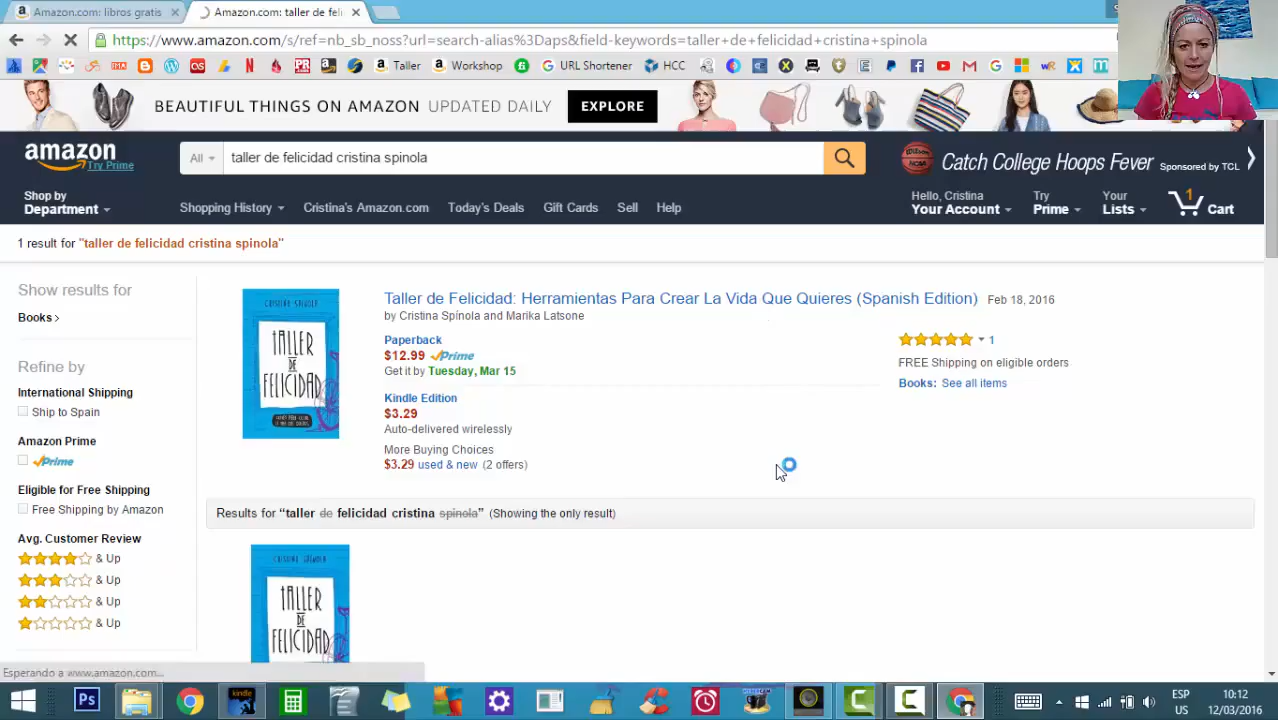 Amazon.com: libros gratis
Amazon.com: taller de feli
https://www.amazon.com/s/ref=nb_sb_noss?url=search-alias%3Daps&field-keywords=taller+de+felicidad+cristina+spinola
Taller
Workshop
URL Shortener
HCC
BEAUTIFUL THINGS ON AMAZON UPDATED DAILY EXPLORE
amazon
Try Prime
All
taller de felicidad cristina spinola
CATCH COLLEGE HOOPS FEVER Sponsored by TCL
Shop by
Department
Shopping History
Cristina's Amazon.com
Today's Deals
Gift Cards
Sell
Help
Hello, Cristina
Your Account
Try
Prime
Your
Lists
1
Cart
1 result for "taller de felicidad cristina spinola"
Show results for
Books
Refine by
International Shipping
Ship to Spain
Amazon Prime
Prime
Eligible for Free Shipping
Free Shipping by Amazon
Avg. Customer Review
& Up
& Up
& Up
& Up
CRISTINA SPÍNOLA
TALLER
DE
FELICIDAD
Taller de Felicidad: Herramientas Para Crear La Vida Que Quieres (Spanish Edition) Feb 18, 2016
by Cristina Spínola and Marika Latsone
Paperback
$12.99 Prime
Get it by Tuesday, Mar 15
Kindle Edition
$3.29
Auto-delivered wirelessly
More Buying Choices
$3.29 used & new (2 offers)
1
FREE Shipping on eligible orders
Books: See all items
Results for “taller de felicidad cristina spinola” (Showing the only result)
CRISTINA SPÍNOLA
TALLER
DE
FELICIDAD
Esperando a www.amazon.com...
Ps
kindle
ESP
US
10:12
12/03/2016